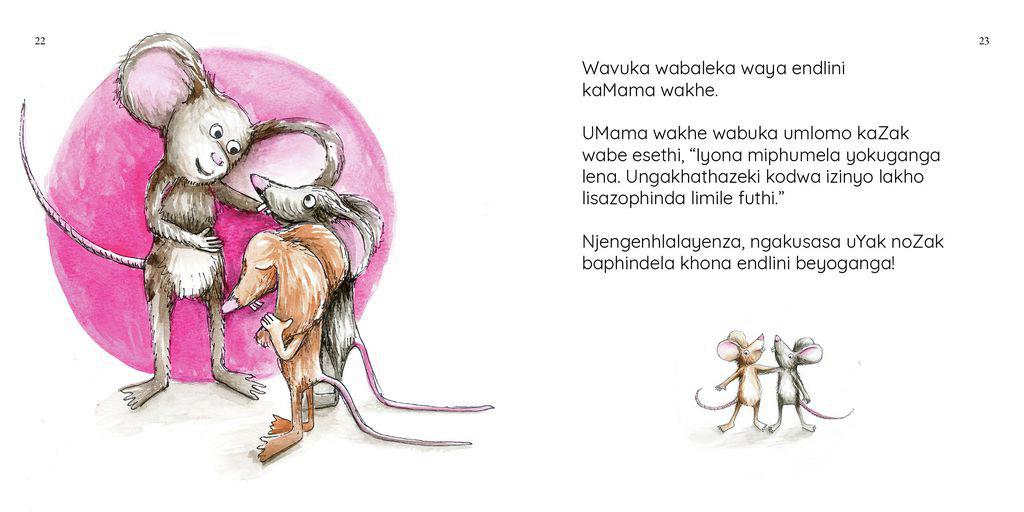 22
23
Wavuka wabaleka waya endlini
kaMama wakhe.
UMama wakhe wabuka umlomo kaZak
wabe esethi, “Iyona miphumela yokuganga
lena. Ungakhathazeki kodwa izinyo lakho
lisazophinda limile futhi.”
Njengenhlalayenza, ngakusasa uYak noZak
baphindela khona endlini beyoganga!